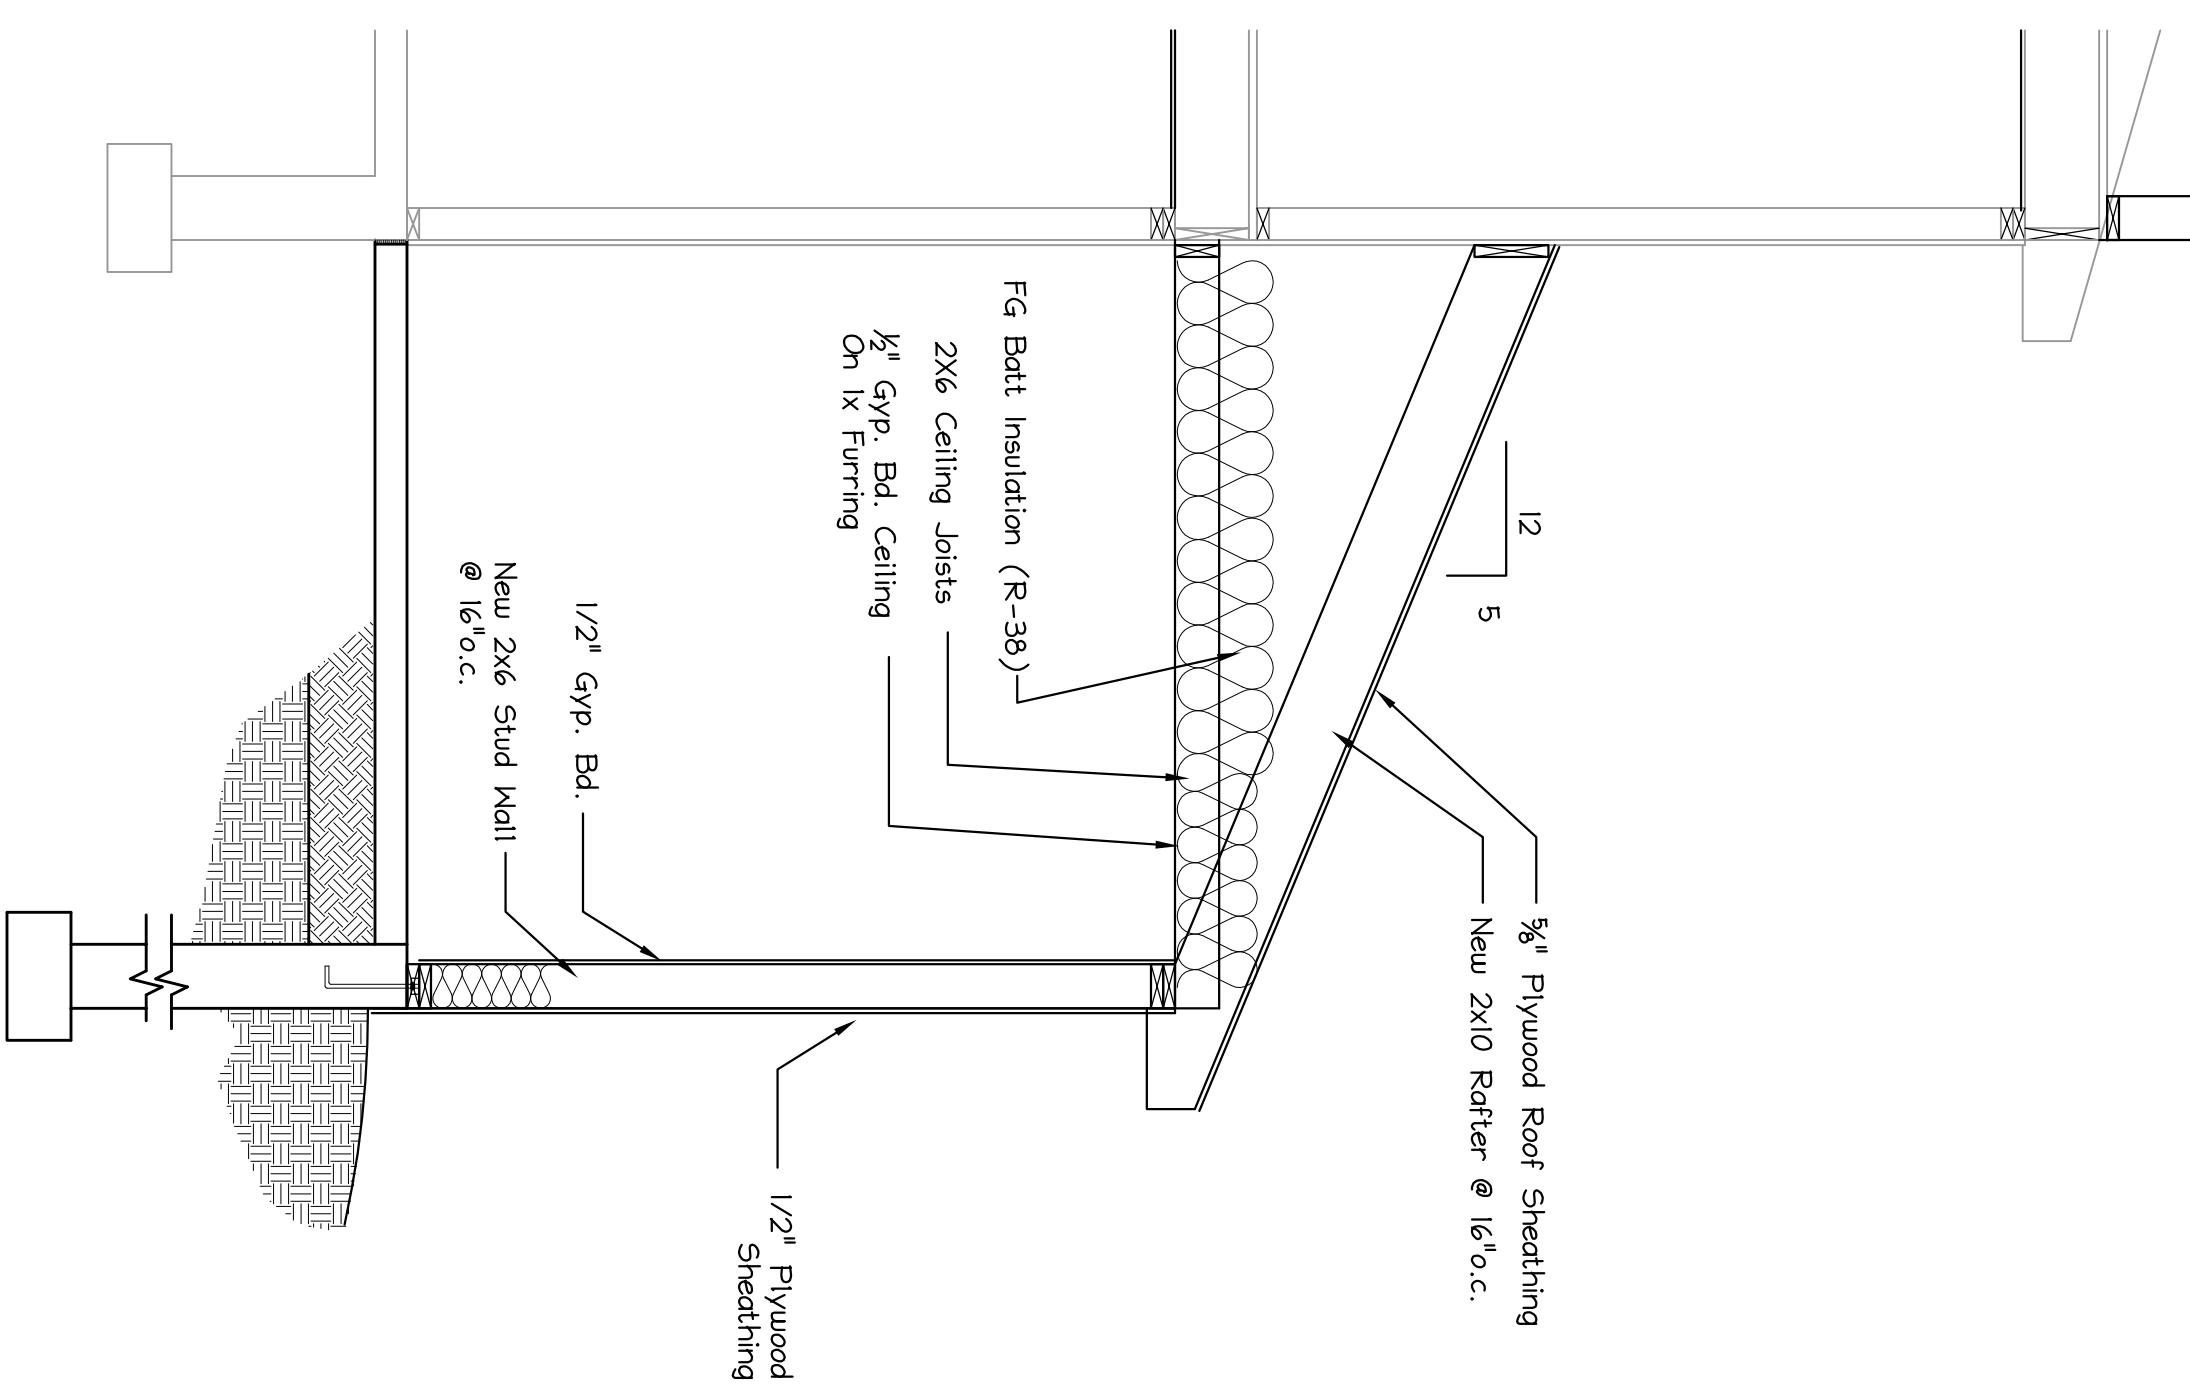 12
5
5/8" Plywood Roof Sheathing
New 2x10 Rafter @ 16"o.c.
FG Batt Insulation (R-38)
2X6 Ceiling Joists
1/2" Gyp. Bd. Ceiling
On 1x Furring
1/2" Gyp. Bd.
New 2x6 Stud Wall
@ 16"o.c.
1/2" Plywood
Sheathing